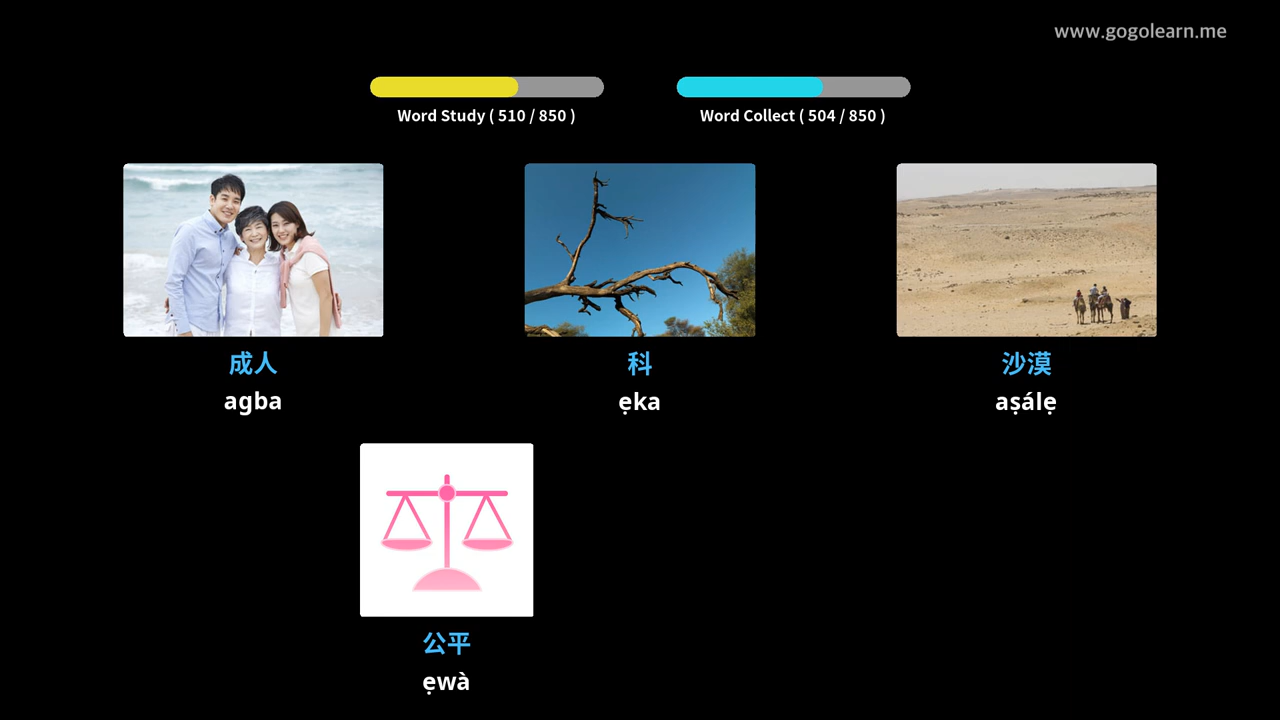 www.gogolearn.me
Word Study ( 510 / 850 )
Word Collect ( 504 / 850 )
成人
agba
科
ẹka
沙漠
aṣálẹ
公平
ẹwà